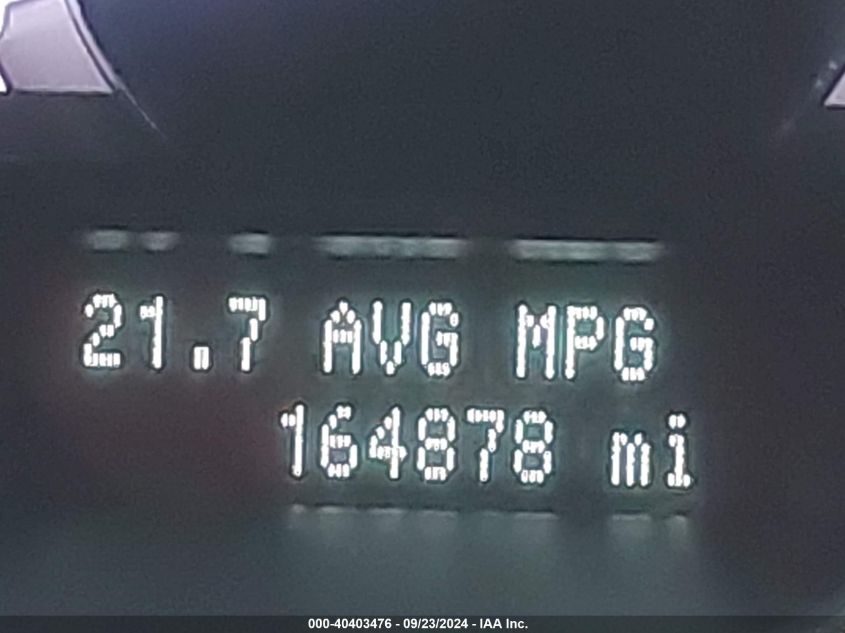 21.7 AVG MPG
164878 mi
000-40403476 - 09/23/2024 - IAA Inc.